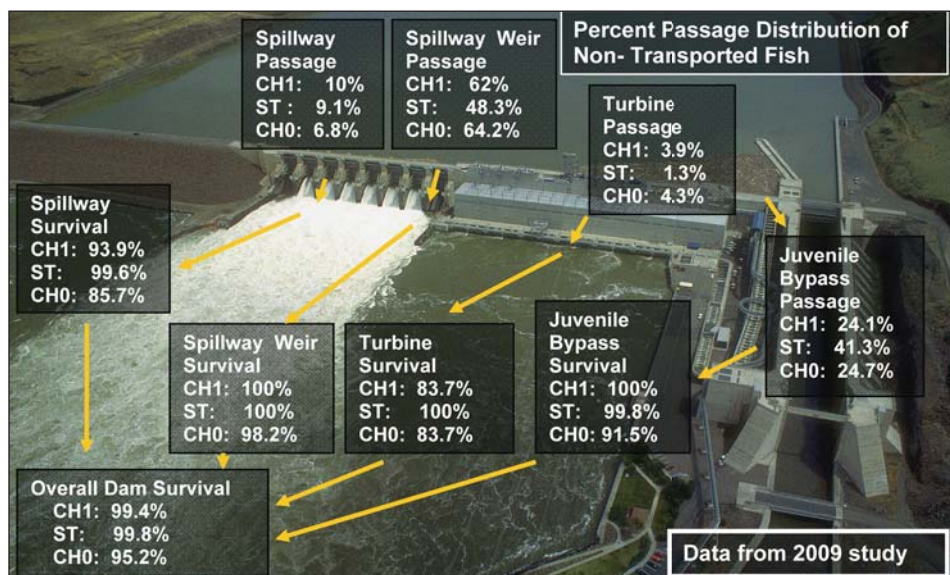 Percent Passage Distribution of
Non- Transported Fish
Spillway
Passage
CH1: 10%
ST : 9.1%
CH0: 6.8%
Spillway Weir
Passage
CH1: 62%
ST: 48.3%
CH0: 64.2%
Turbine
Passage
CH1: 3.9%
ST: 1.3%
CH0: 4.3%
Juvenile
Bypass
Passage
CH1: 24.1%
ST: 41.3%
CH0: 24.7%
Spillway
Survival
CH1: 93.9%
ST: 99.6%
CH0: 85.7%
Spillway Weir
Survival
CH1: 100%
ST: 100%
CH0: 98.2%
Turbine
Survival
CH1: 83.7%
ST: 100%
CH0: 83.7%
Juvenile
Bypass
Survival
CH1: 100%
ST: 99.8%
CH0: 91.5%
Overall Dam Survival
CH1: 99.4%
ST: 99.8%
CH0: 95.2%
Data from 2009 study